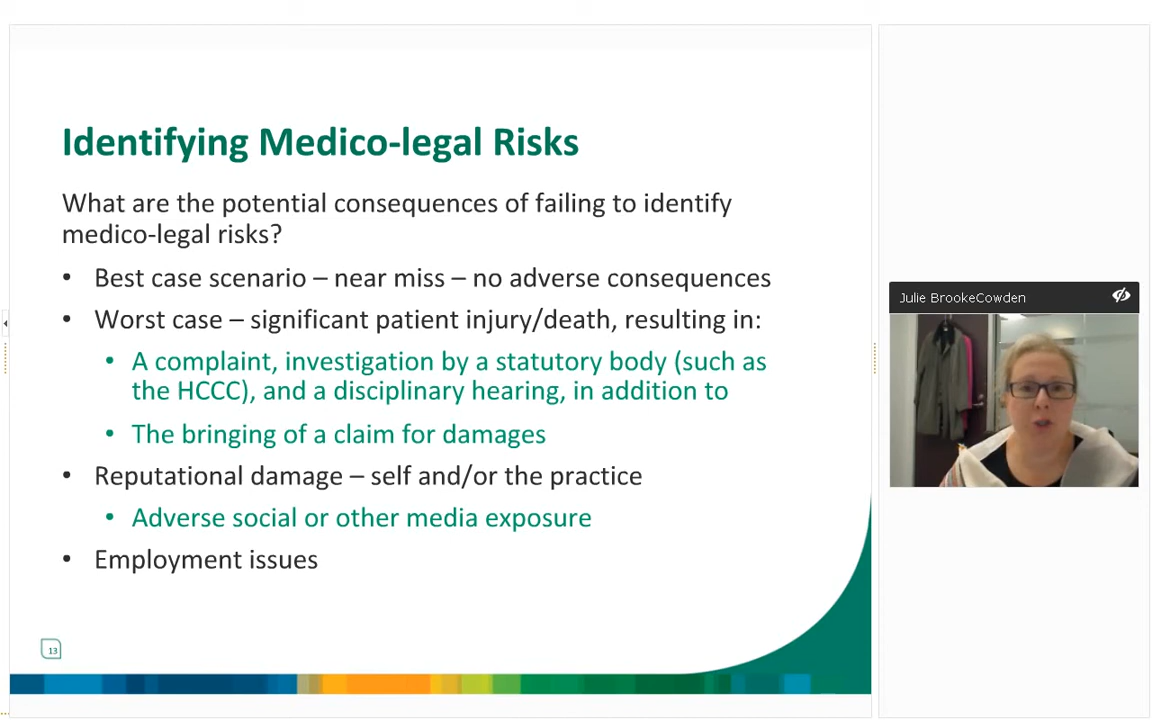 Identifying Medico-legal Risks
What are the potential consequences of failing to identify
medico-legal risks?
• Best case scenario – near miss – no adverse consequences
• Worst case – significant patient injury/death, resulting in:
• A complaint, investigation by a statutory body (such as
the HCCC), and a disciplinary hearing, in addition to
• The bringing of a claim for damages
• Reputational damage – self and/or the practice
• Adverse social or other media exposure
• Employment issues
13
Julie BrookeCowden